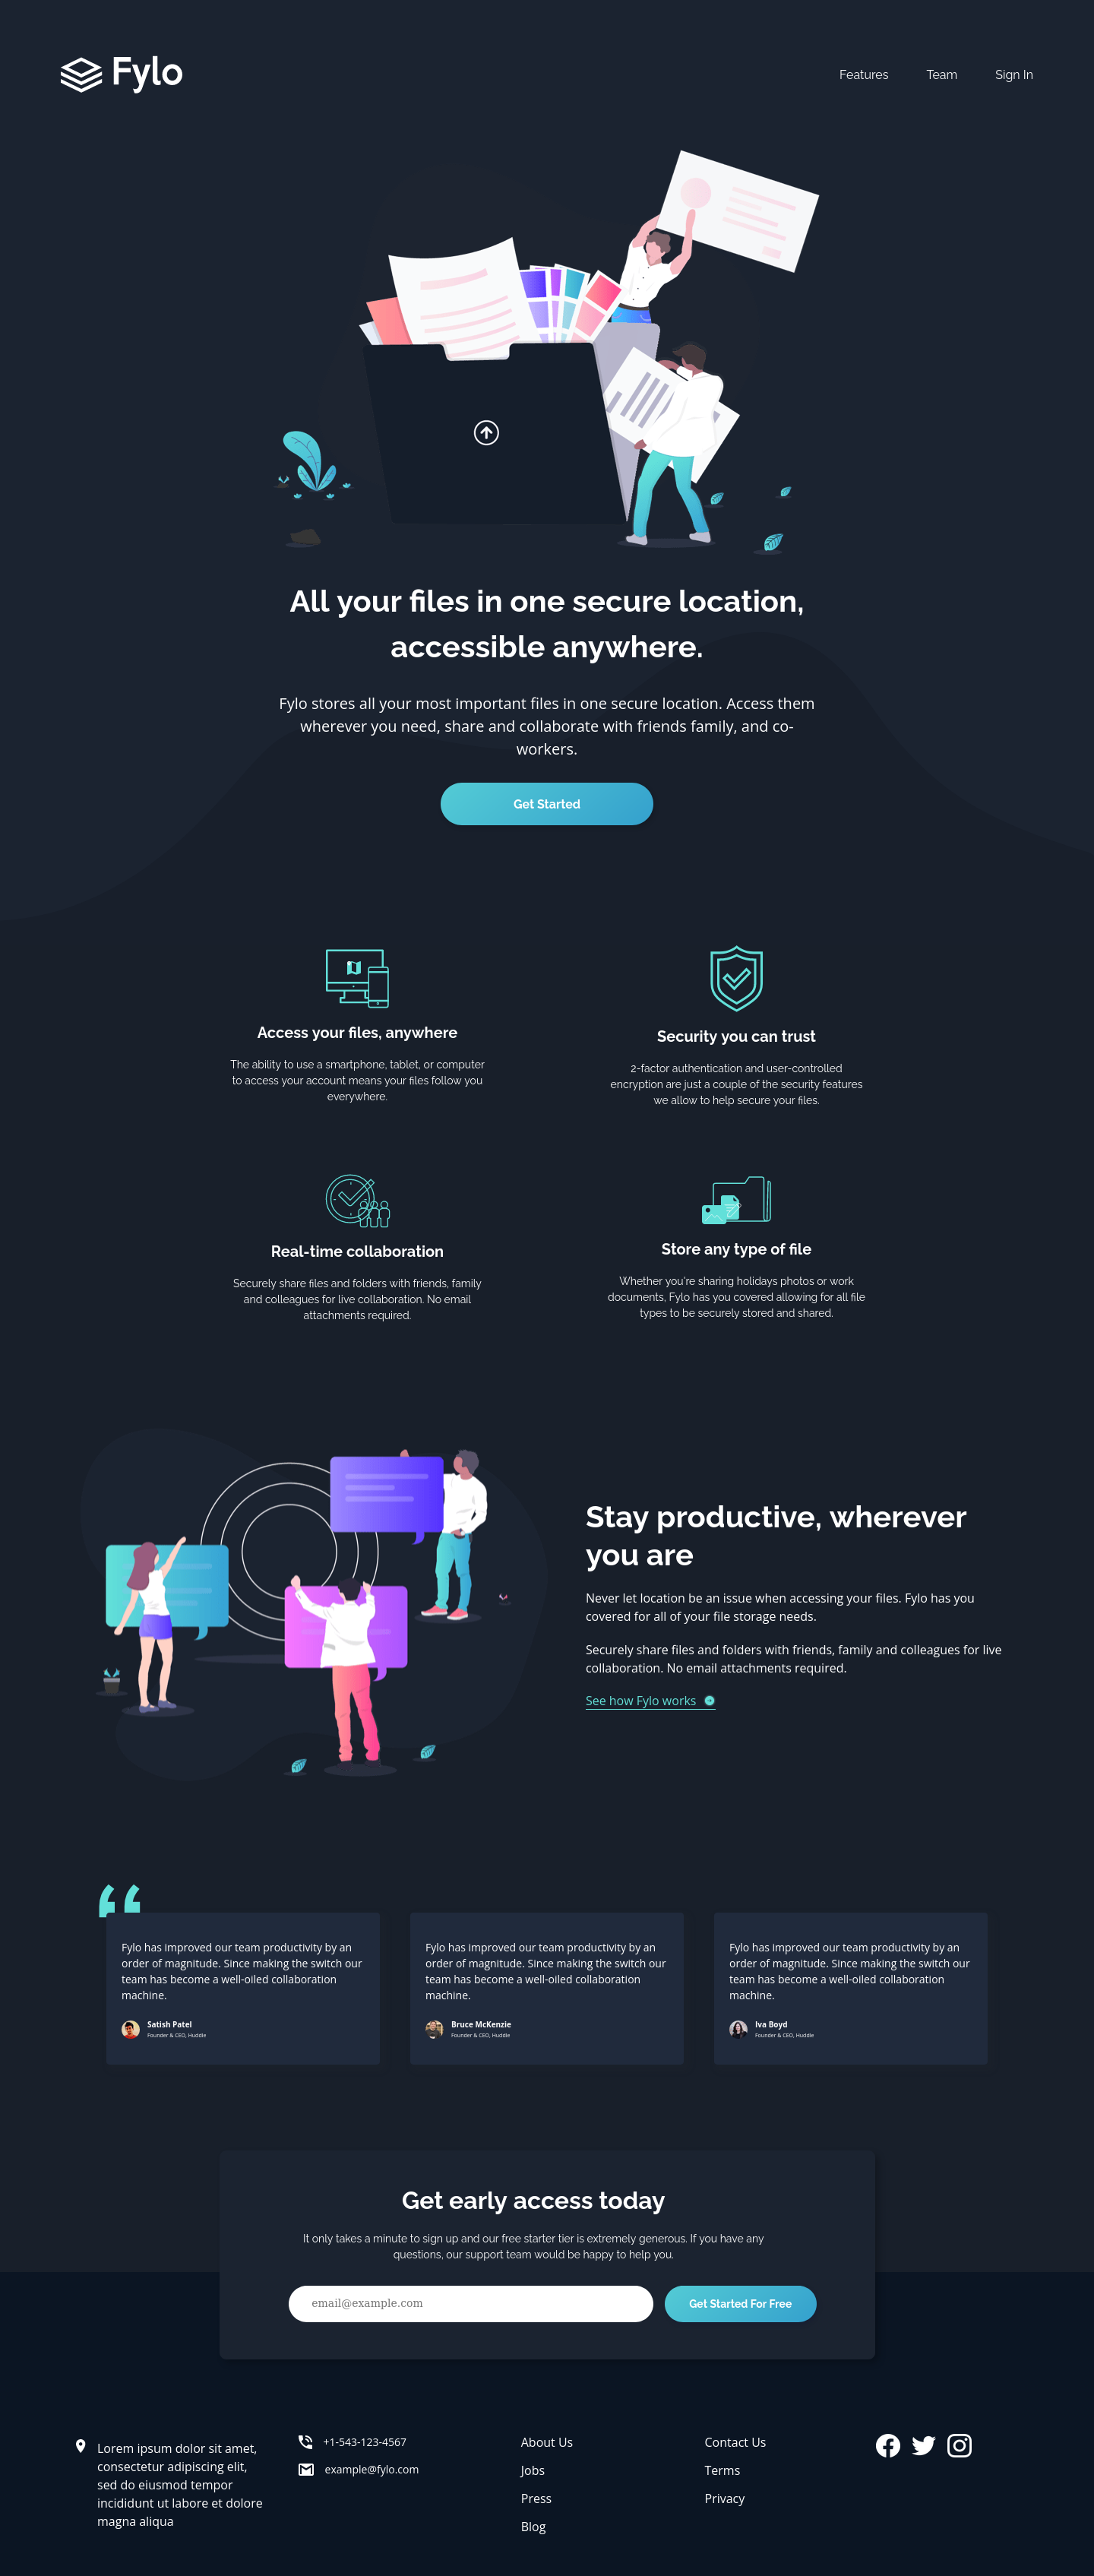 Fylo
Features Team Sign In
All your files in one secure location,
accessible anywhere.
Fylo stores all your most important files in one secure location. Access them
wherever you need, share and collaborate with friends family, and co-
workers.
Get Started
Access your files, anywhere
The ability to use a smartphone, tablet, or computer
to access your account means your files follow you
everywhere.
Security you can trust
2-factor authentication and user-controlled
encryption are just a couple of the security features
we allow to help secure your files.
Real-time collaboration
Securely share files and folders with friends, family
and colleagues for live collaboration. No email
attachments required.
Store any type of file
Whether you're sharing holidays photos or work
documents, Fylo has you covered allowing for all file
types to be securely stored and shared.
Stay productive, wherever
you are
Never let location be an issue when accessing your files. Fylo has you
covered for all of your file storage needs.
Securely share files and folders with friends, family and colleagues for live
collaboration. No email attachments required.
See how Fylo works
Fylo has improved our team productivity by an
order of magnitude. Since making the switch our
team has become a well-oiled collaboration
machine.
Satish Patel
Founder & CEO, Huddle
Fylo has improved our team productivity by an
order of magnitude. Since making the switch our
team has become a well-oiled collaboration
machine.
Bruce McKenzie
Founder & CEO, Huddle
Fylo has improved our team productivity by an
order of magnitude. Since making the switch our
team has become a well-oiled collaboration
machine.
Iva Boyd
Founder & CEO, Huddle
Get early access today
It only takes a minute to sign up and our free starter tier is extremely generous. If you have any
questions, our support team would be happy to help you.
email@example.com
Get Started For Free
Lorem ipsum dolor sit amet,
consectetur adipiscing elit,
sed do eiusmod tempor
incididunt ut labore et dolore
magna aliqua
+1-543-123-4567
example@fylo.com
About Us
Jobs
Press
Blog
Contact Us
Terms
Privacy